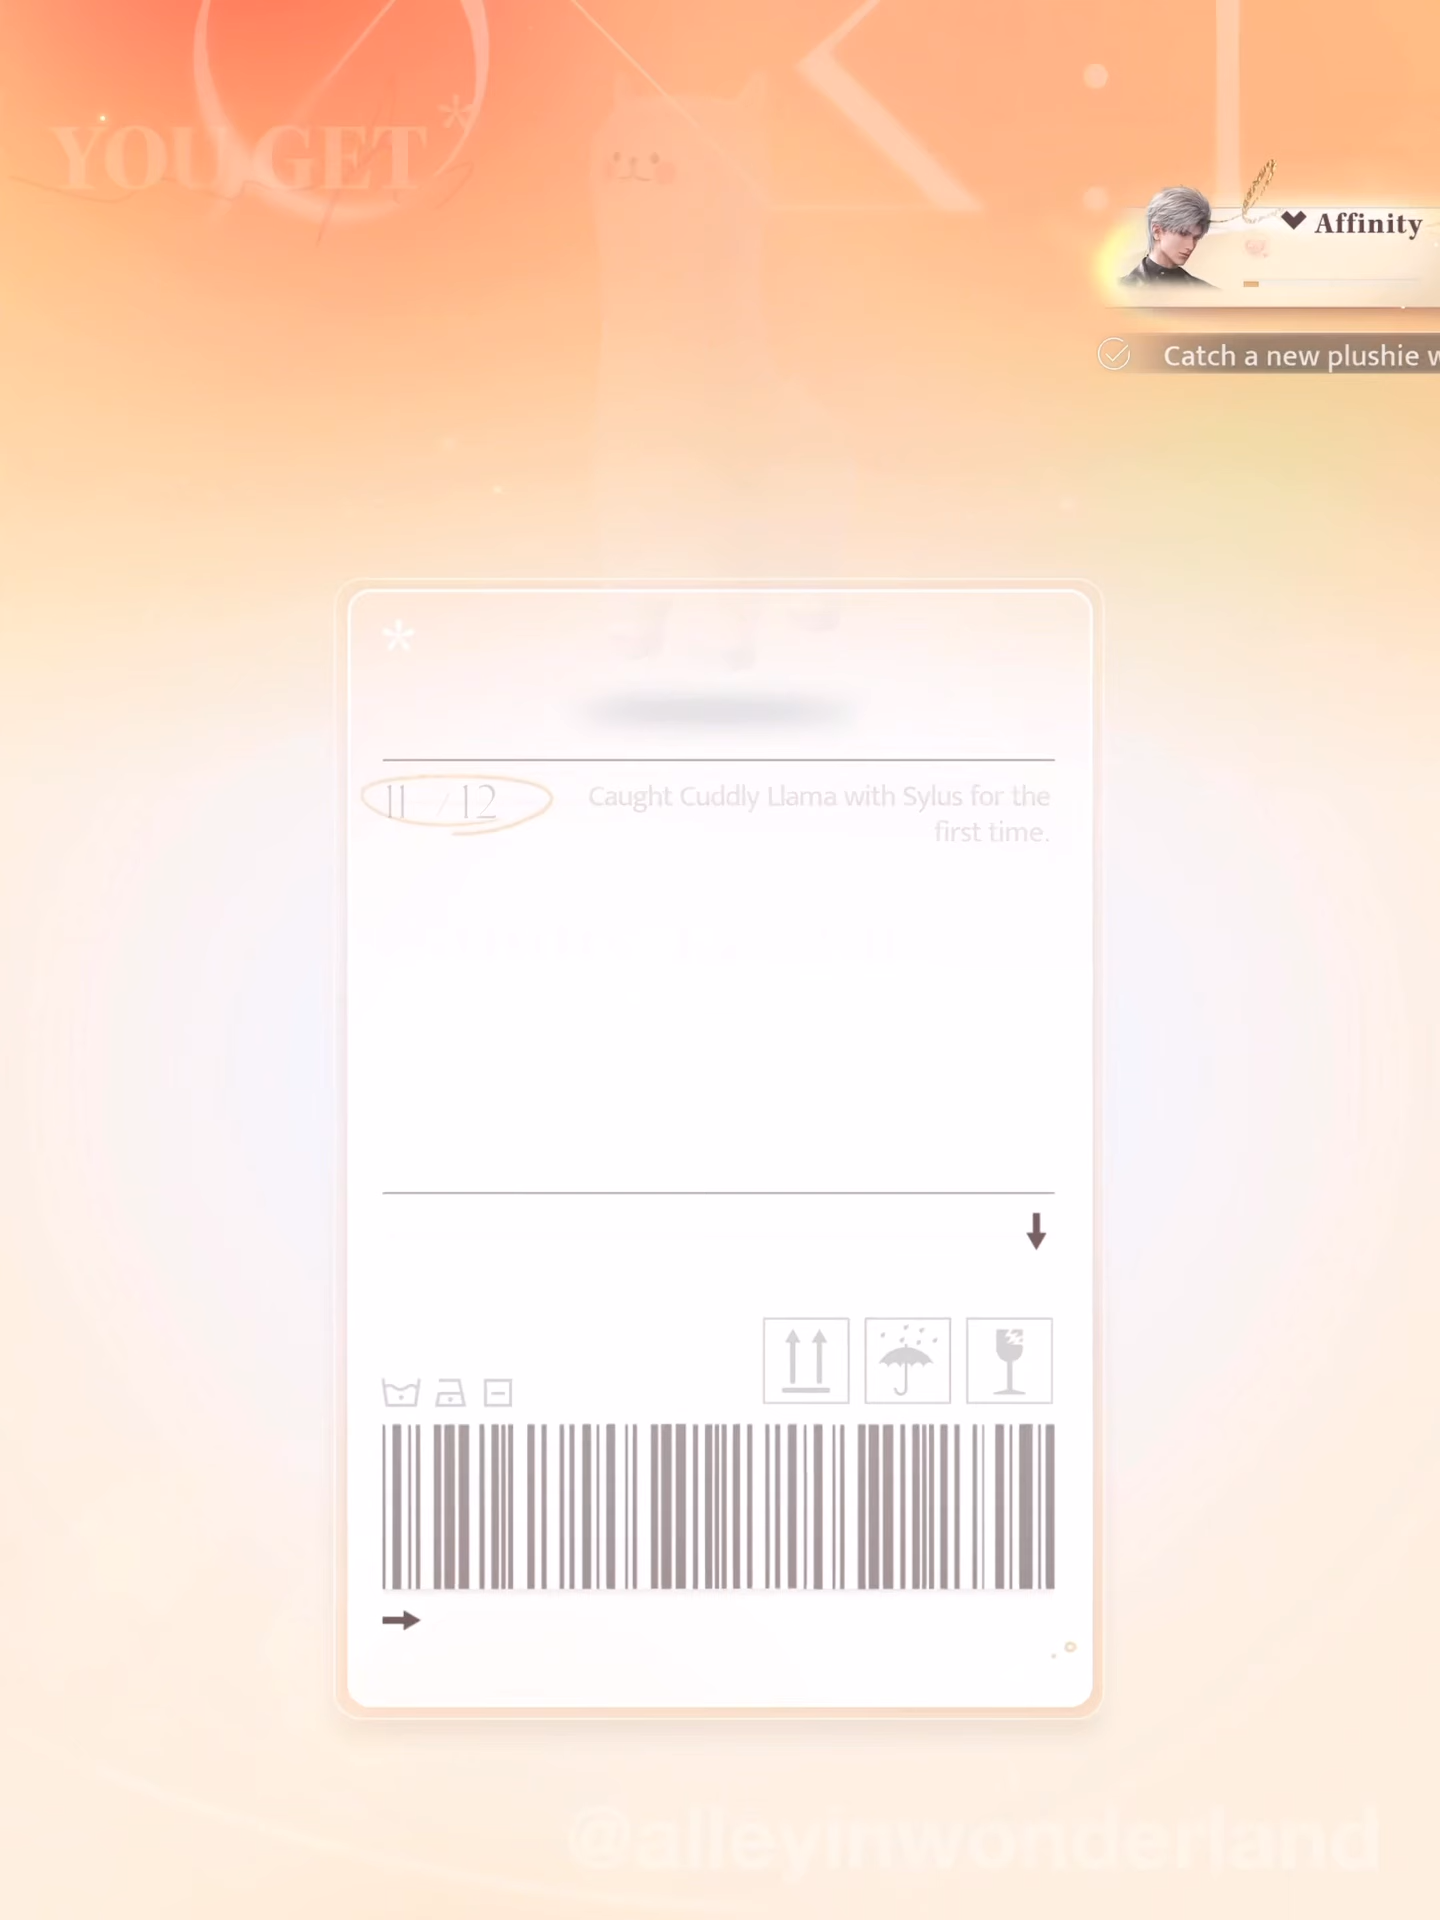 YOU GET*
Affinity
Catch a new plushie w
*
11 / 12
Caught Cuddly Llama with Sylus for the
first time.
@alleyinwonderland